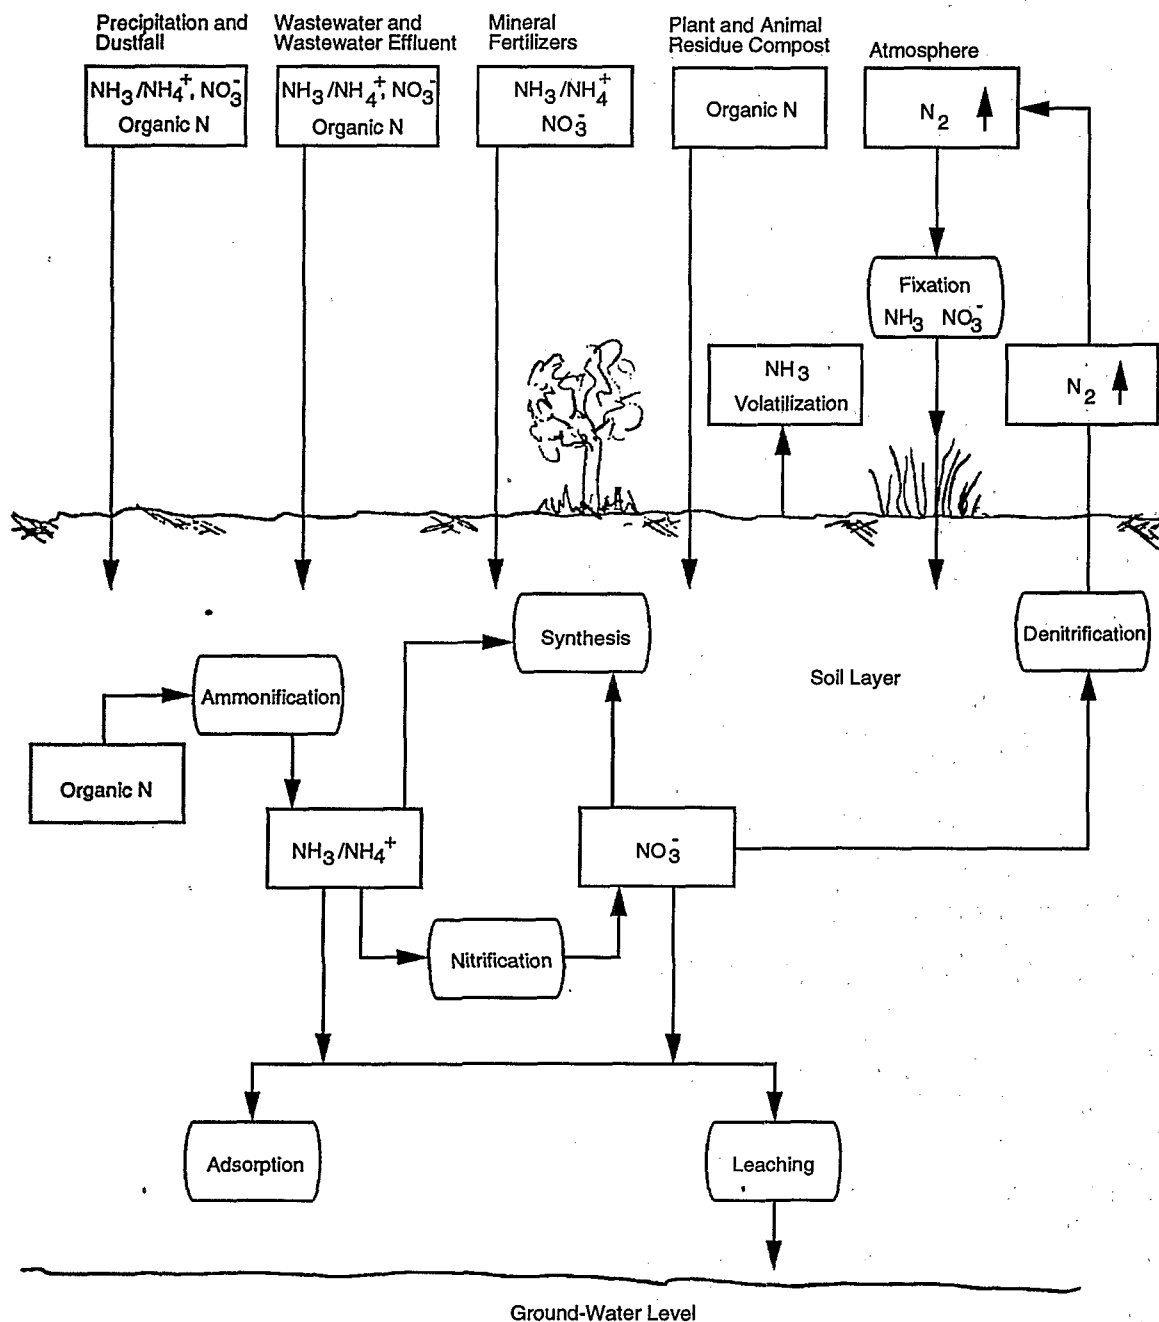 Precipitation and
Dustfall
NH₃/NH₄⁺, NO₃⁻
Organic N
Wastewater and
Wastewater Effluent
NH₃/NH₄⁺, NO₃⁻
Organic N
Mineral
Fertilizers
NH₃/NH₄⁺
NO₃⁻
Plant and Animal
Residue Compost
Organic N
Atmosphere
N₂
Fixation
NH₃ NO₃⁻
NH₃
Volatilization
N₂
Synthesis
Denitrification
Soil Layer
Ammonification
Organic N
NH₃/NH₄⁺
NO₃⁻
Nitrification
Adsorption
Leaching
Ground-Water Level